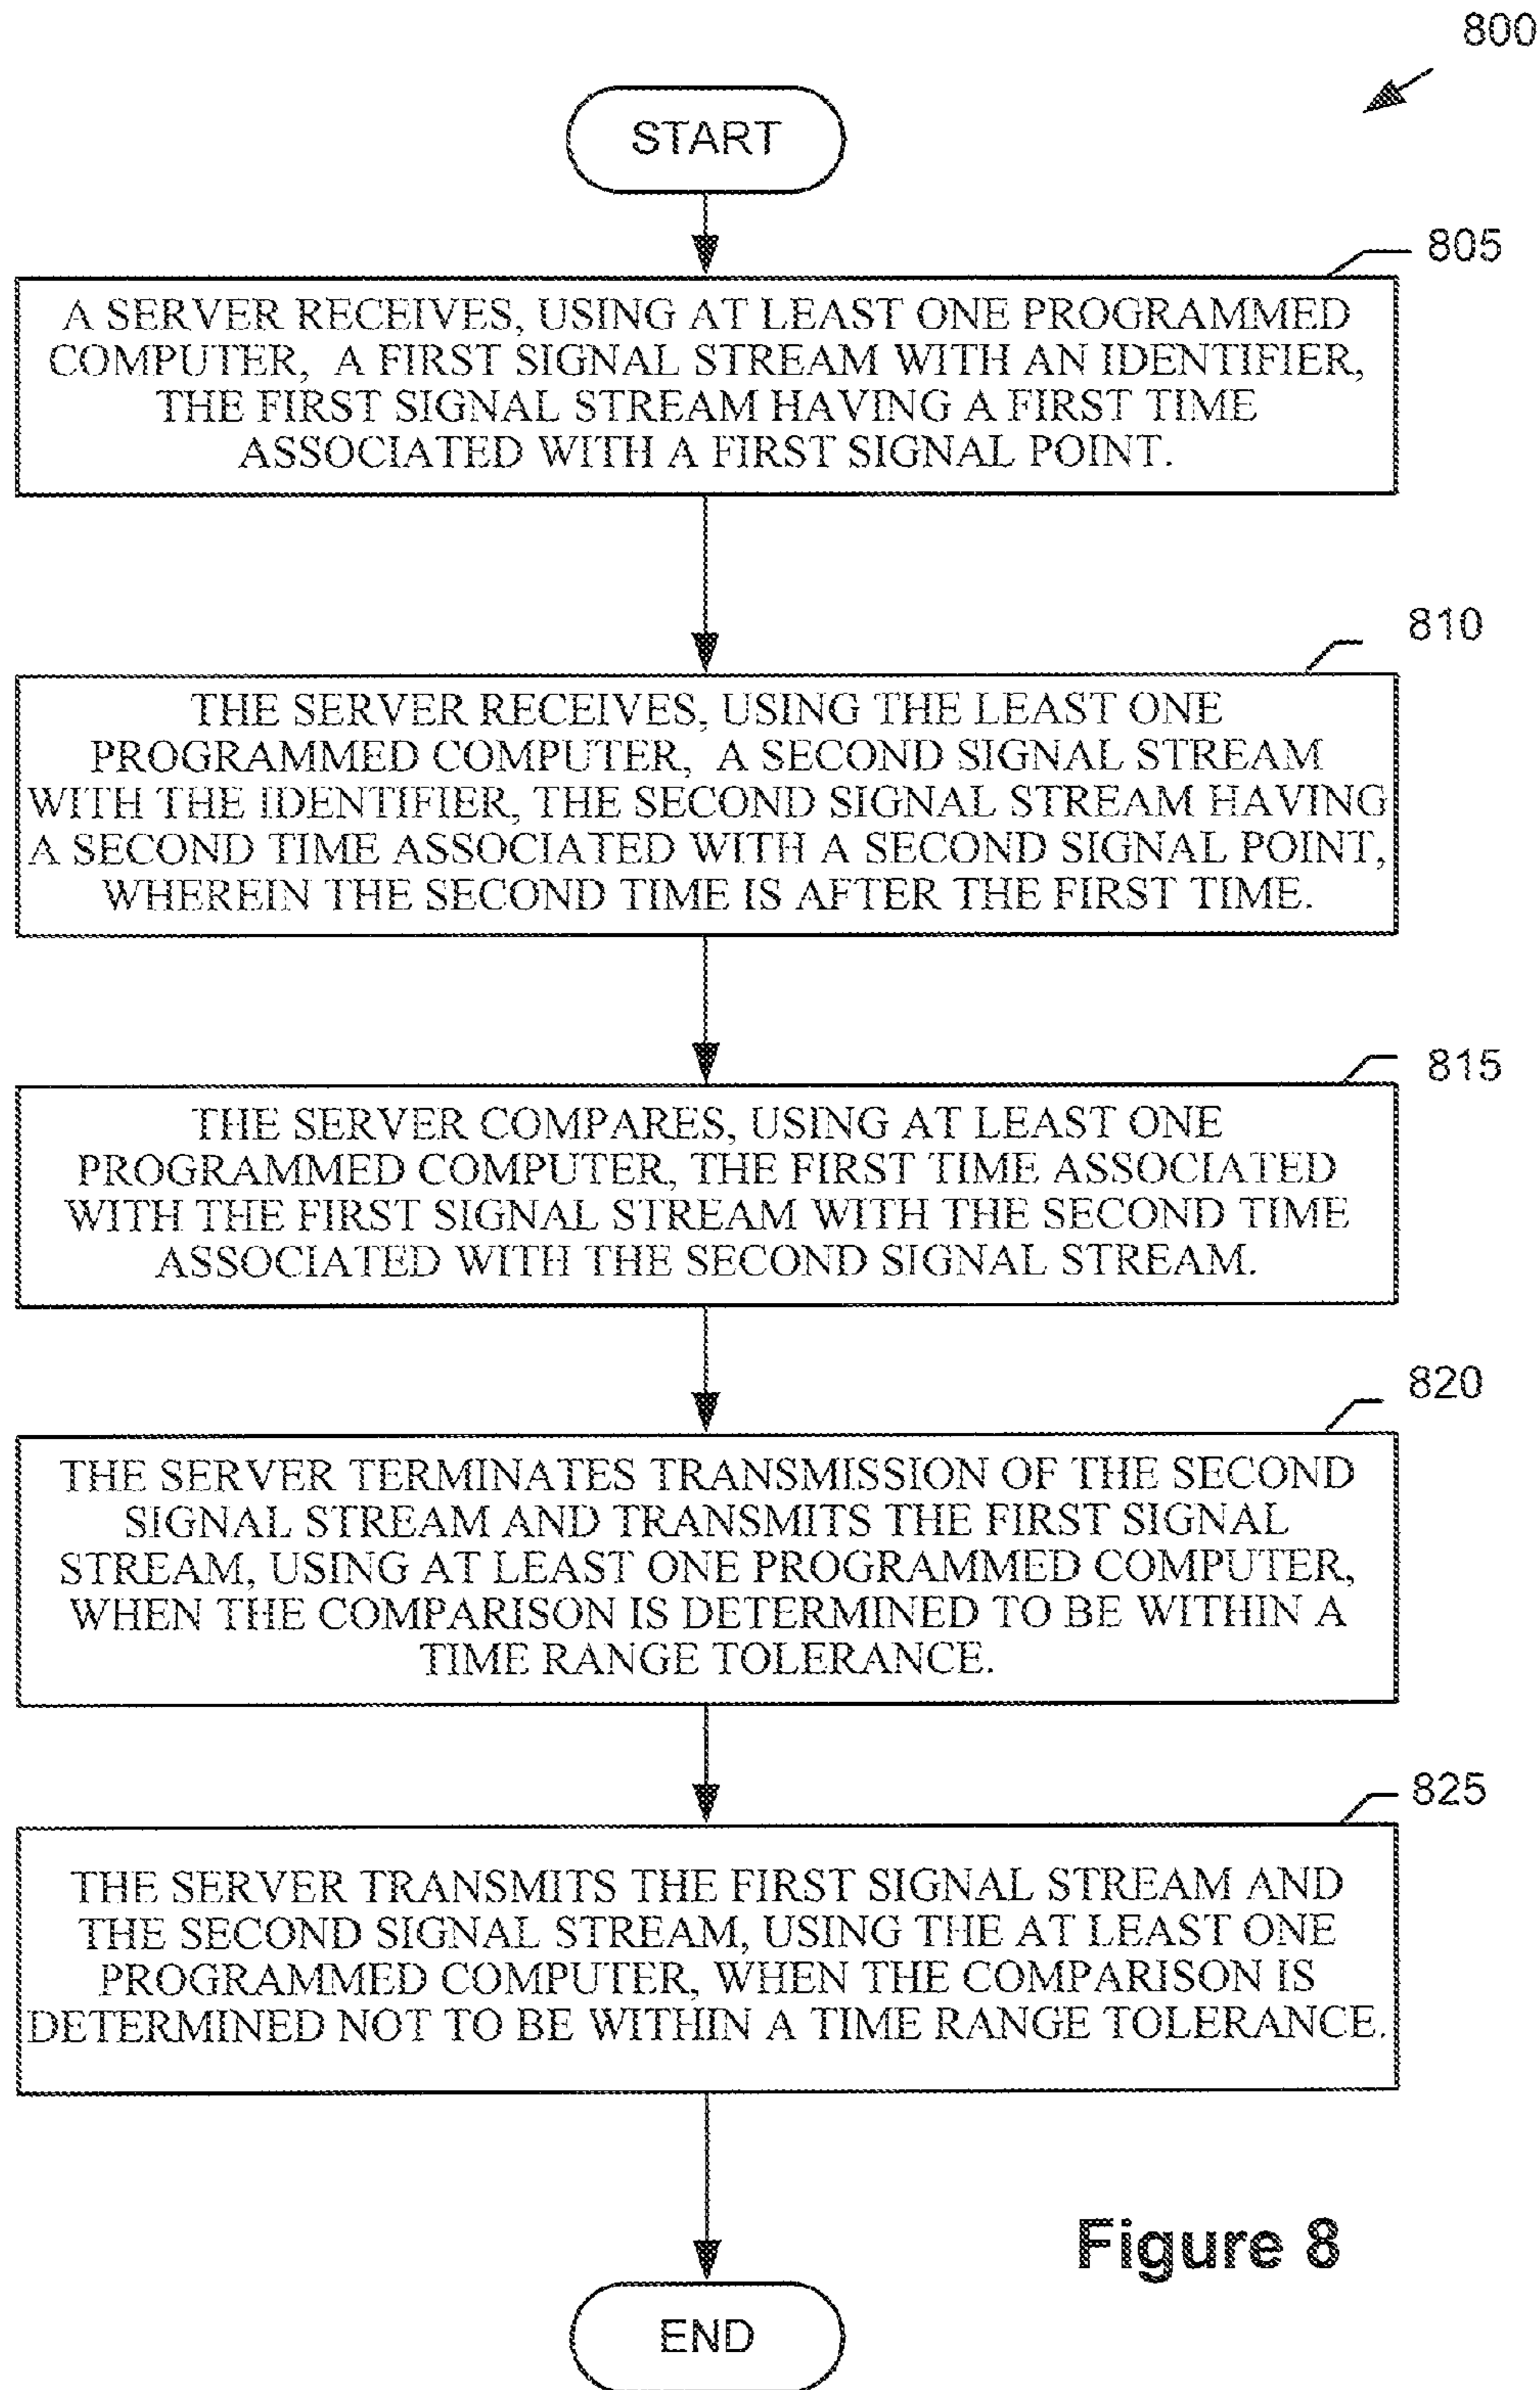 800
START
805
A SERVER RECEIVES, USING AT LEAST ONE PROGRAMMED
COMPUTER, A FIRST SIGNAL STREAM WITH AN IDENTIFIER,
THE FIRST SIGNAL STREAM HAVING A FIRST TIME
ASSOCIATED WITH A FIRST SIGNAL POINT.
810
THE SERVER RECEIVES, USING THE LEAST ONE
PROGRAMMED COMPUTER, A SECOND SIGNAL STREAM
WITH THE IDENTIFIER, THE SECOND SIGNAL STREAM HAVING
A SECOND TIME ASSOCIATED WITH A SECOND SIGNAL POINT,
WHEREIN THE SECOND TIME IS AFTER THE FIRST TIME.
815
THE SERVER COMPARES, USING AT LEAST ONE
PROGRAMMED COMPUTER, THE FIRST TIME ASSOCIATED
WITH THE FIRST SIGNAL STREAM WITH THE SECOND TIME
ASSOCIATED WITH THE SECOND SIGNAL STREAM.
820
THE SERVER TERMINATES TRANSMISSION OF THE SECOND
SIGNAL STREAM AND TRANSMITS THE FIRST SIGNAL
STREAM, USING AT LEAST ONE PROGRAMMED COMPUTER,
WHEN THE COMPARISON IS DETERMINED TO BE WITHIN A
TIME RANGE TOLERANCE.
825
THE SERVER TRANSMITS THE FIRST SIGNAL STREAM AND
THE SECOND SIGNAL STREAM, USING THE AT LEAST ONE
PROGRAMMED COMPUTER, WHEN THE COMPARISON IS
DETERMINED NOT TO BE WITHIN A TIME RANGE TOLERANCE.
Figure 8
END